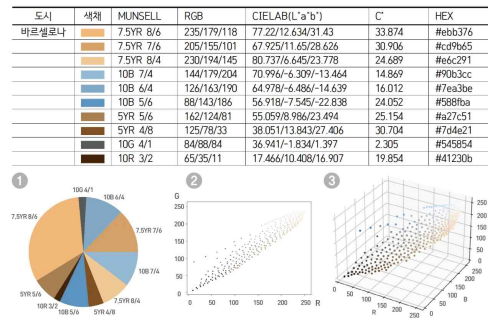 도시 색채 MUNSELL RGB CIELAB(L*a*b*) C* HEX
바르셀로나 7.5YR 8/6 235/179/118 77.22/12.634/31.43 33.874 #ebb376
7.5YR 7/6 205/155/101 67.925/11.65/28.626 30.906 #cd9b65
7.5YR 8/4 230/194/145 80.737/6.645/23.778 24.689 #e6c291
10B 7/4 144/179/204 70.996/-6.309/-13.464 14.869 #90b3cc
10B 6/4 126/163/190 64.978/-6.486/-14.639 16.012 #7ea3be
10B 5/6 88/143/186 56.918/-7.545/-22.838 24.052 #588fba
5YR 5/6 162/124/81 55.059/8.986/23.494 25.154 #a27c51
5YR 4/8 125/78/33 38.051/13.843/27.406 30.704 #7d4e21
10G 4/1 84/88/84 36.941/-1.834/1.397 2.305 #545854
10R 3/2 65/35/11 17.466/10.408/16.907 19.854 #41230b
1
10G 4/1
10B 6/4
7.5YR 7/6
10B 7/4
7.5YR 8/4
5YR 4/8
10B 5/6
10R 3/2
5YR 5/6
7.5YR 8/6
2
G
250
200
150
100
50
0
0 50 100 150 200 250 R
3
250
200
150
100
50
0
0 50 100 150 200 250
R
0
50
100
150
200
250
B
250
200
150
100
50
0